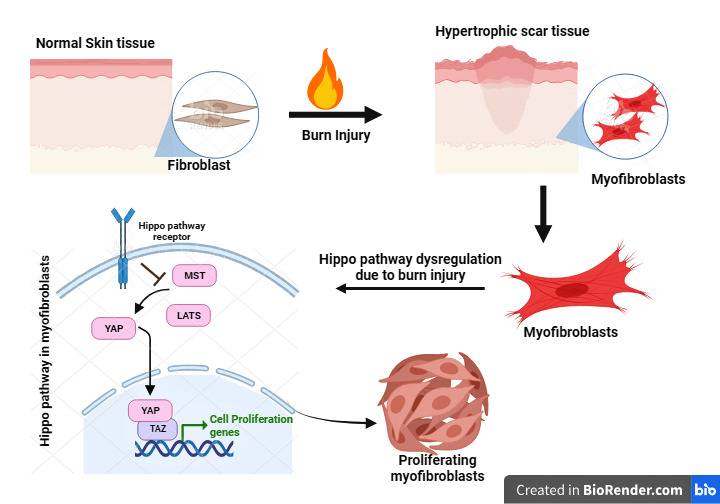 Normal Skin tissue
Hypertrophic scar tissue
Fibroblast
Burn Injury
Myofibroblasts
Hippo pathway
receptor
Hippo pathway dysregulation
due to burn injury
Myofibroblasts
Hippo pathway in myofibroblasts
MST
LATS
YAP
YAP
TAZ
Cell Proliferation
genes
Proliferating
myofibroblasts
Created in BioRender.com bio